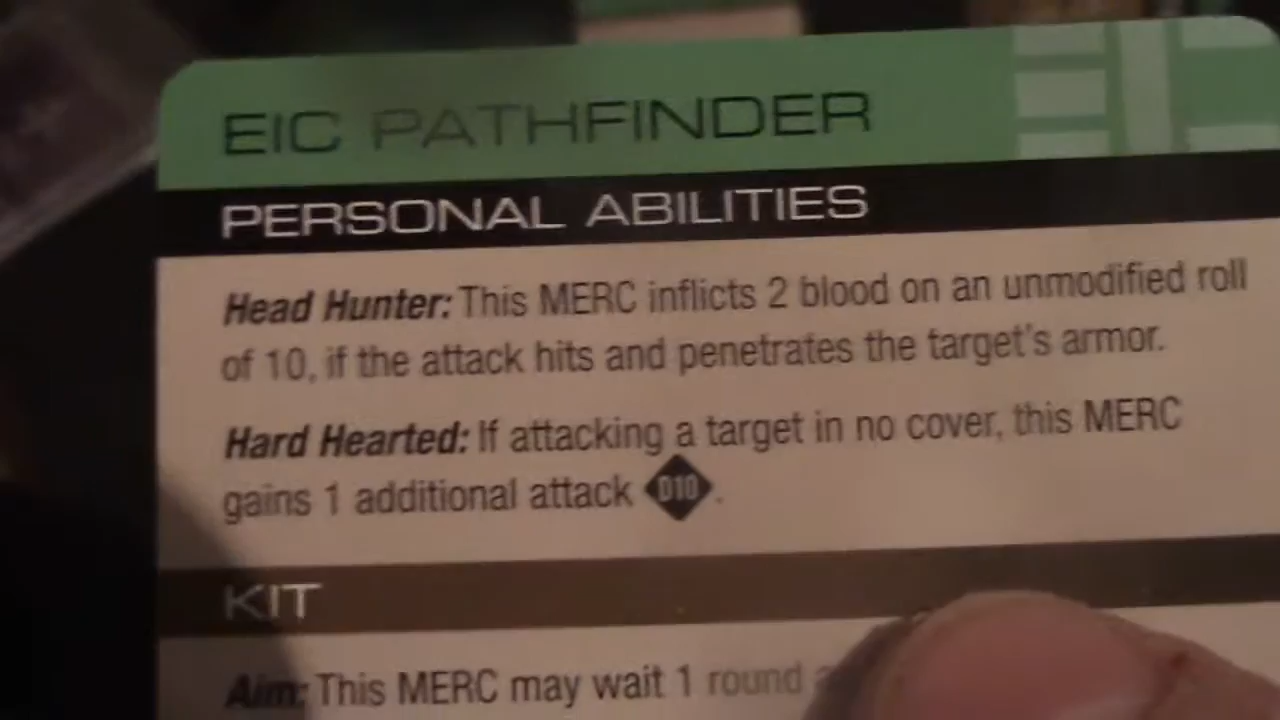 EIC PATHFINDER
PERSONAL ABILITIES
Head Hunter: This MERC inflicts 2 blood on an unmodified roll
of 10, if the attack hits and penetrates the target's armor.
Hard Hearted: If attacking a target in no cover, this MERC
gains 1 additional attack D10.
KIT
Aim: This MERC may wait 1 round